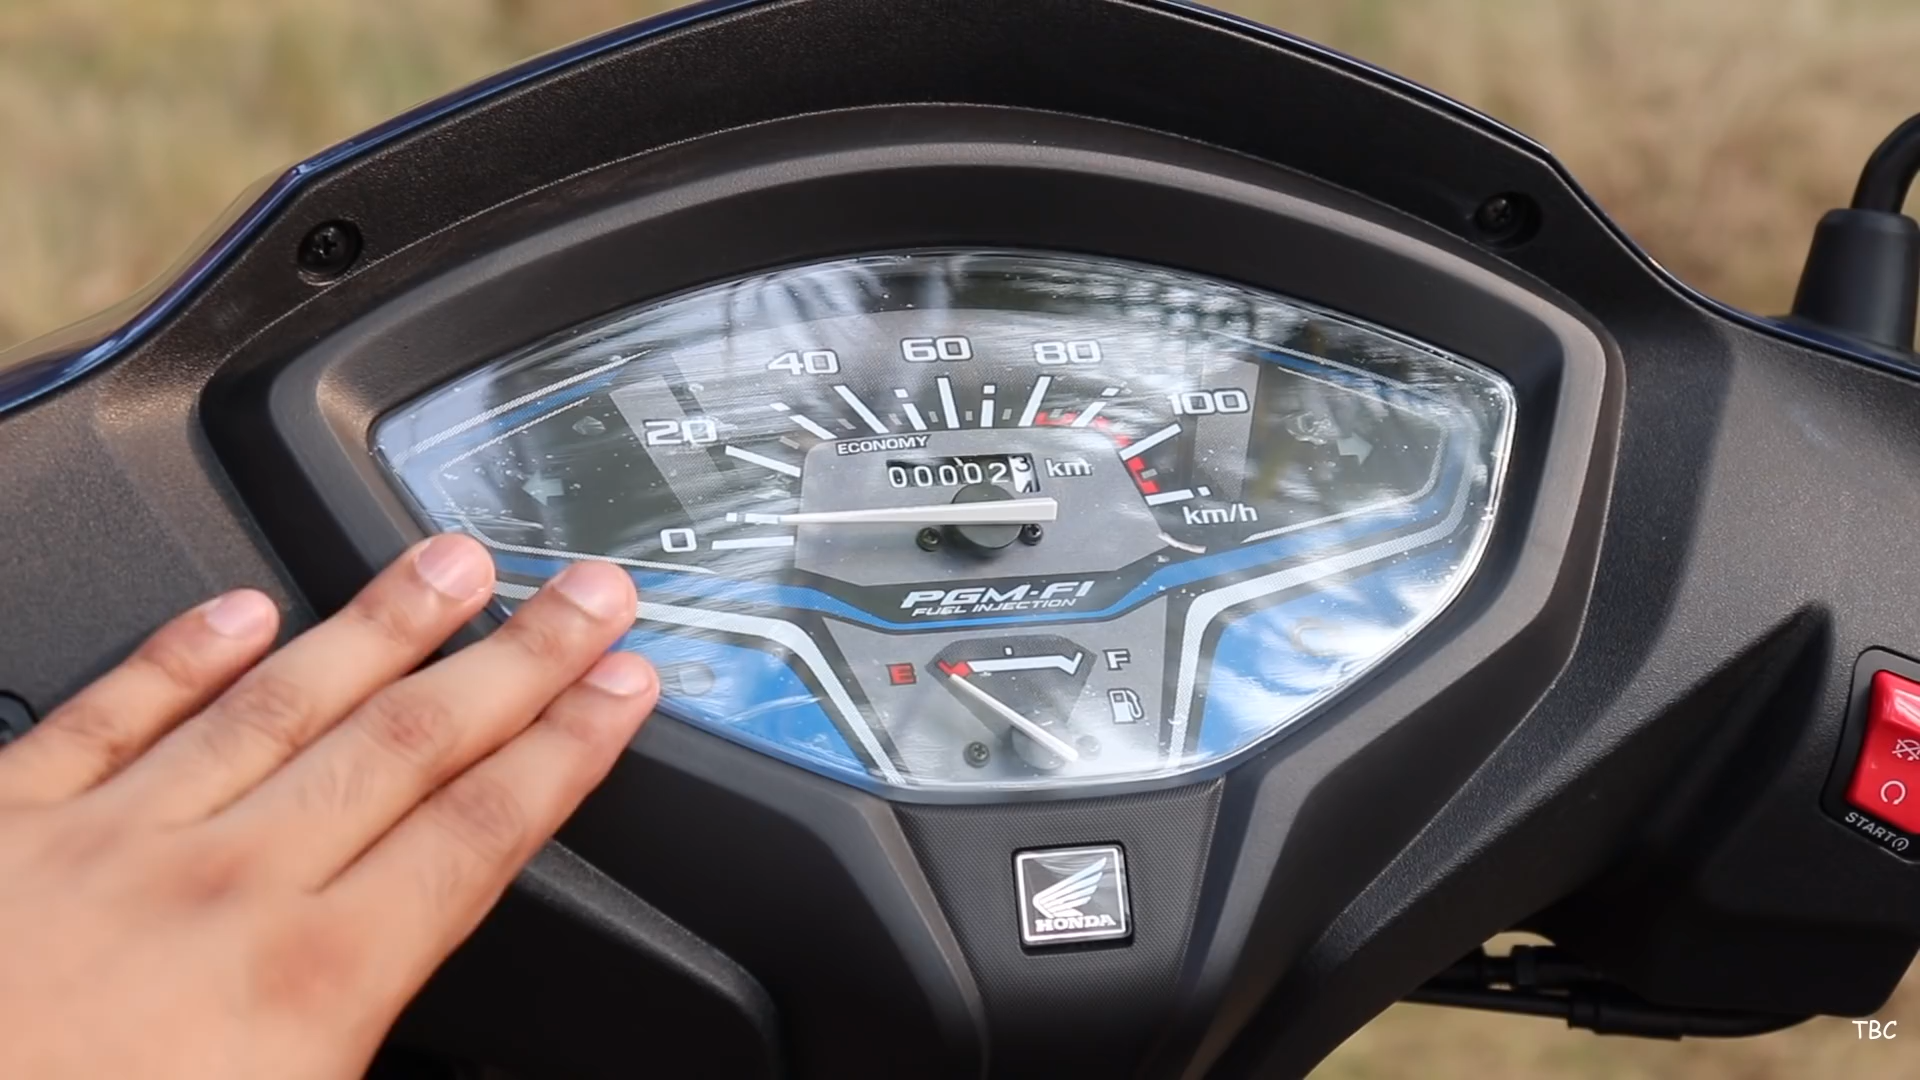 40 60 80
20 100
ECONOMY
00002 km
0 km/h
PGM-FI
FUEL INJECTION
E F
HONDA
START
TBC